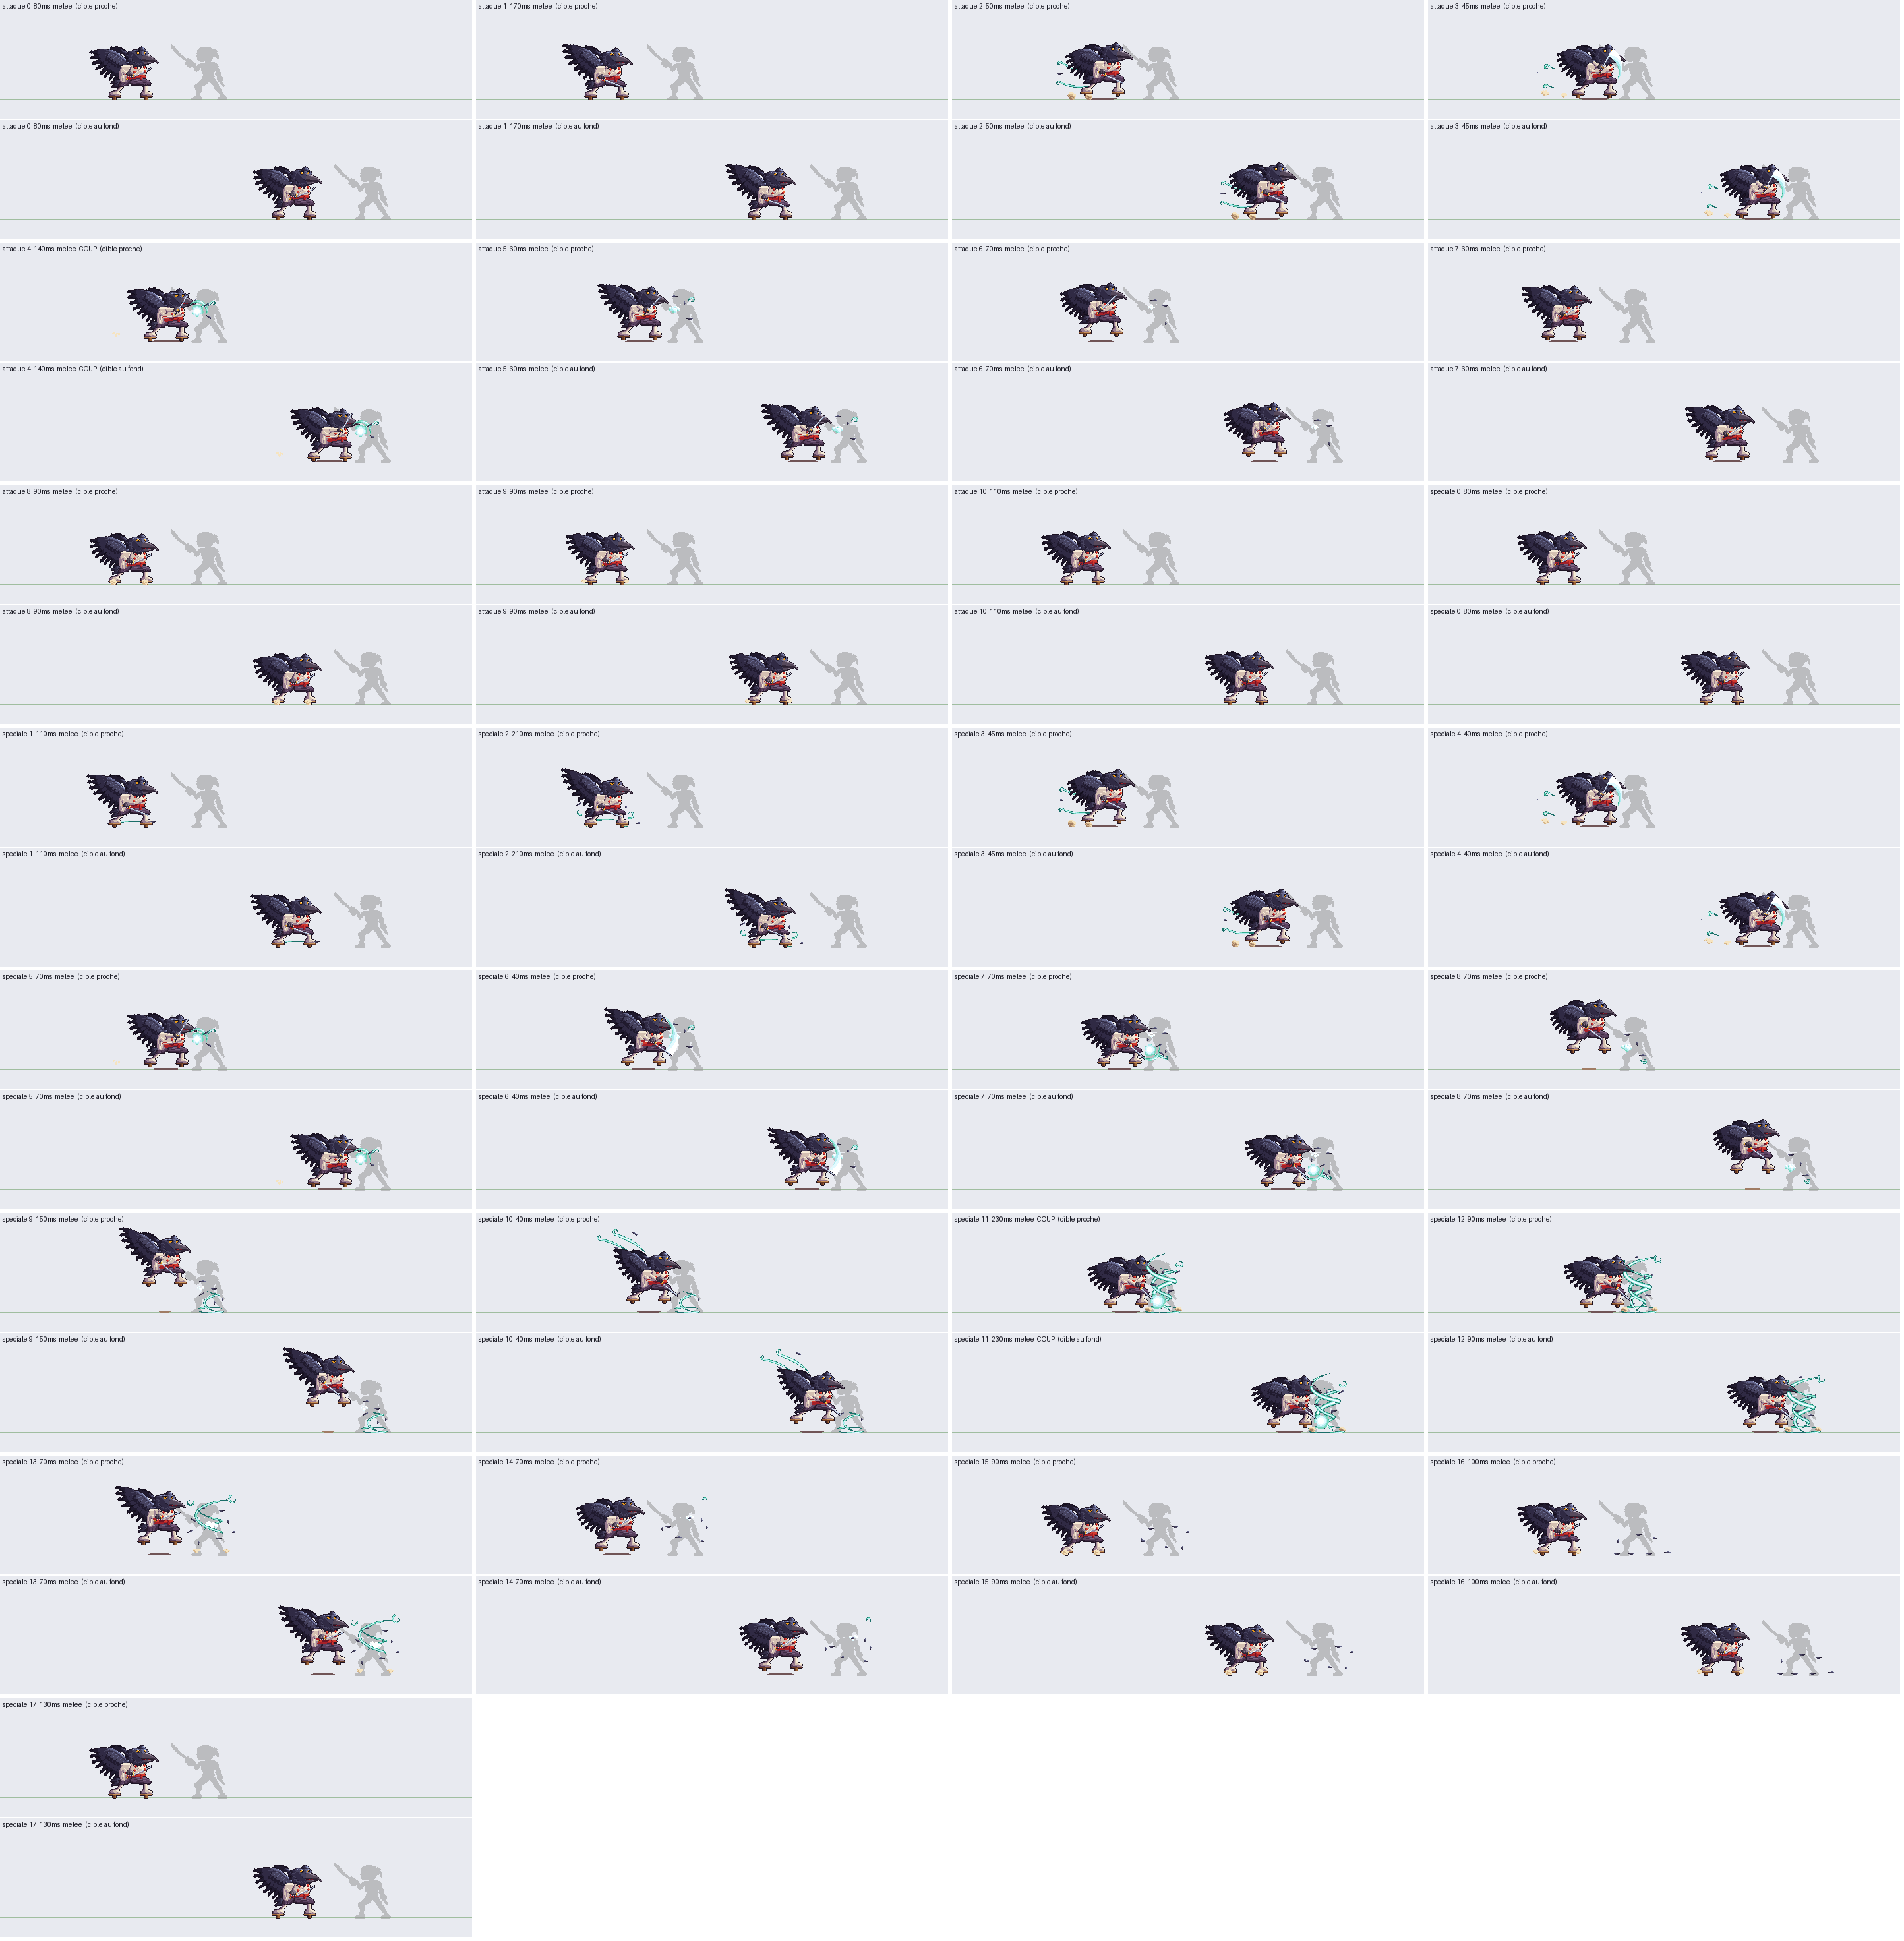 attaque 0 80ms melee (cible proche)
attaque 1 170ms melee (cible proche)
attaque 2 50ms melee (cible proche)
attaque 3 45ms melee (cible proche)
attaque 0 80ms melee (cible au fond)
attaque 1 170ms melee (cible au fond)
attaque 2 50ms melee (cible au fond)
attaque 3 45ms melee (cible au fond)
attaque 4 140ms melee COUP (cible proche)
attaque 5 60ms melee (cible proche)
attaque 6 70ms melee (cible proche)
attaque 7 60ms melee (cible proche)
attaque 4 140ms melee COUP (cible au fond)
attaque 5 60ms melee (cible au fond)
attaque 6 70ms melee (cible au fond)
attaque 7 60ms melee (cible au fond)
attaque 8 90ms melee (cible proche)
attaque 9 90ms melee (cible proche)
attaque 10 110ms melee (cible proche)
speciale 0 80ms melee (cible proche)
attaque 8 90ms melee (cible au fond)
attaque 9 90ms melee (cible au fond)
attaque 10 110ms melee (cible au fond)
speciale 0 80ms melee (cible au fond)
speciale 1 110ms melee (cible proche)
speciale 2 210ms melee (cible proche)
speciale 3 45ms melee (cible proche)
speciale 4 40ms melee (cible proche)
speciale 1 110ms melee (cible au fond)
speciale 2 210ms melee (cible au fond)
speciale 3 45ms melee (cible au fond)
speciale 4 40ms melee (cible au fond)
speciale 5 70ms melee (cible proche)
speciale 6 40ms melee (cible proche)
speciale 7 70ms melee (cible proche)
speciale 8 70ms melee (cible proche)
speciale 5 70ms melee (cible au fond)
speciale 6 40ms melee (cible au fond)
speciale 7 70ms melee (cible au fond)
speciale 8 70ms melee (cible au fond)
speciale 9 150ms melee (cible proche)
speciale 10 40ms melee (cible proche)
speciale 11 230ms melee COUP (cible proche)
speciale 12 90ms melee (cible proche)
speciale 9 150ms melee (cible au fond)
speciale 10 40ms melee (cible au fond)
speciale 11 230ms melee COUP (cible au fond)
speciale 12 90ms melee (cible au fond)
speciale 13 70ms melee (cible proche)
speciale 14 70ms melee (cible proche)
speciale 15 90ms melee (cible proche)
speciale 16 100ms melee (cible proche)
speciale 13 70ms melee (cible au fond)
speciale 14 70ms melee (cible au fond)
speciale 15 90ms melee (cible au fond)
speciale 16 100ms melee (cible au fond)
speciale 17 130ms melee (cible proche)
speciale 17 130ms melee (cible au fond)